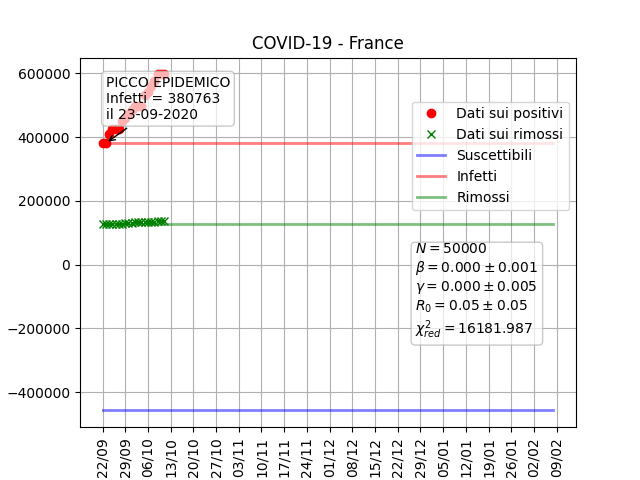 COVID-19 - France
600000
400000
200000
0
−200000
−400000
PICCO EPIDEMICO
Infetti = 380763
il 23-09-2020
Dati sui positivi
Dati sui rimossi
Suscettibili
Infetti
Rimossi
N = 50000
β = 0.000 ± 0.001
γ = 0.000 ± 0.005
R₀ = 0.05 ± 0.05
χ²_red = 16181.987
22/09
29/09
06/10
13/10
20/10
27/10
03/11
10/11
17/11
24/11
01/12
08/12
15/12
22/12
29/12
05/01
12/01
19/01
26/01
02/02
09/02